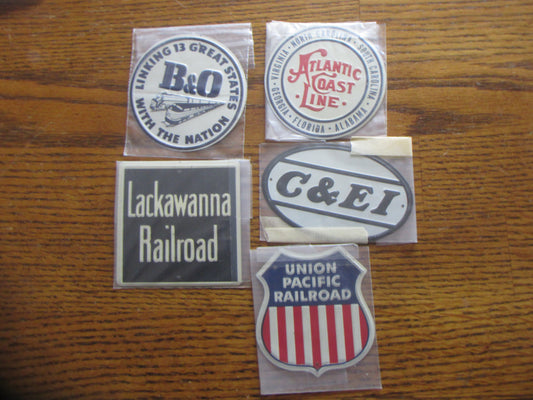 LINKING 13 GREAT STATES
B&O
WITH THE NATION
VIRGINIA · NORTH CAROLINA · SOUTH CAROLINA
ATLANTIC
COAST
LINE
GEORGIA · FLORIDA · ALABAMA
Lackawanna
Railroad
C & E I
UNION
PACIFIC
RAILROAD